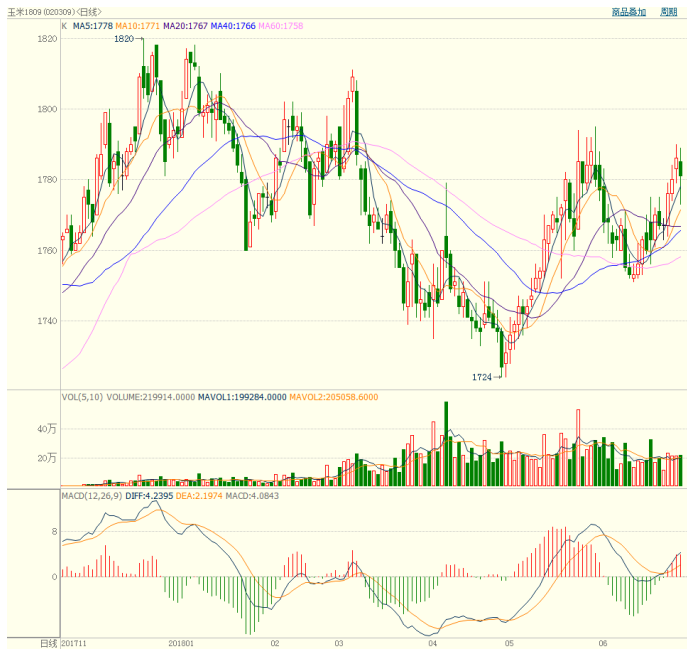 玉米1809 (020309) <日线> 商品叠加 周期
K MA5:1778 MA10:1771 MA20:1767 MA40:1766 MA60:1758
1820 1820
1800
1780
1760
1740
1724
VOL(5,10) VOLUME:219914.0000 MAVOL1:199284.0000 MAVOL2:205058.6000
40万
20万
MACD(12,26,9) DIFF:4.2395 DEA:2.1974 MACD:4.0843
8
0
日线 201711 201801 02 03 04 05 06